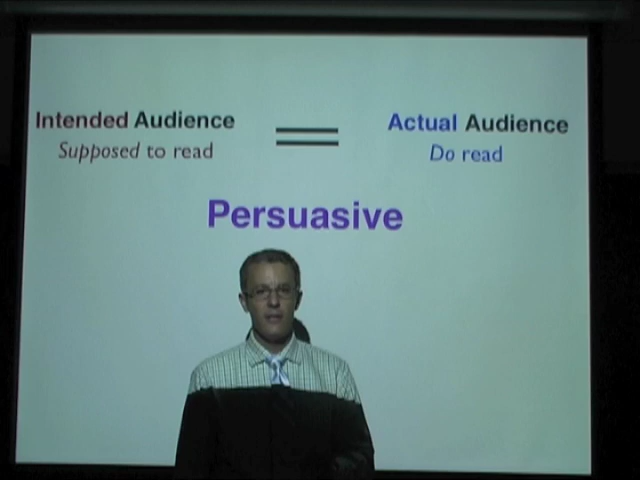 Intended Audience
Supposed to read
=
Actual Audience
Do read
Persuasive